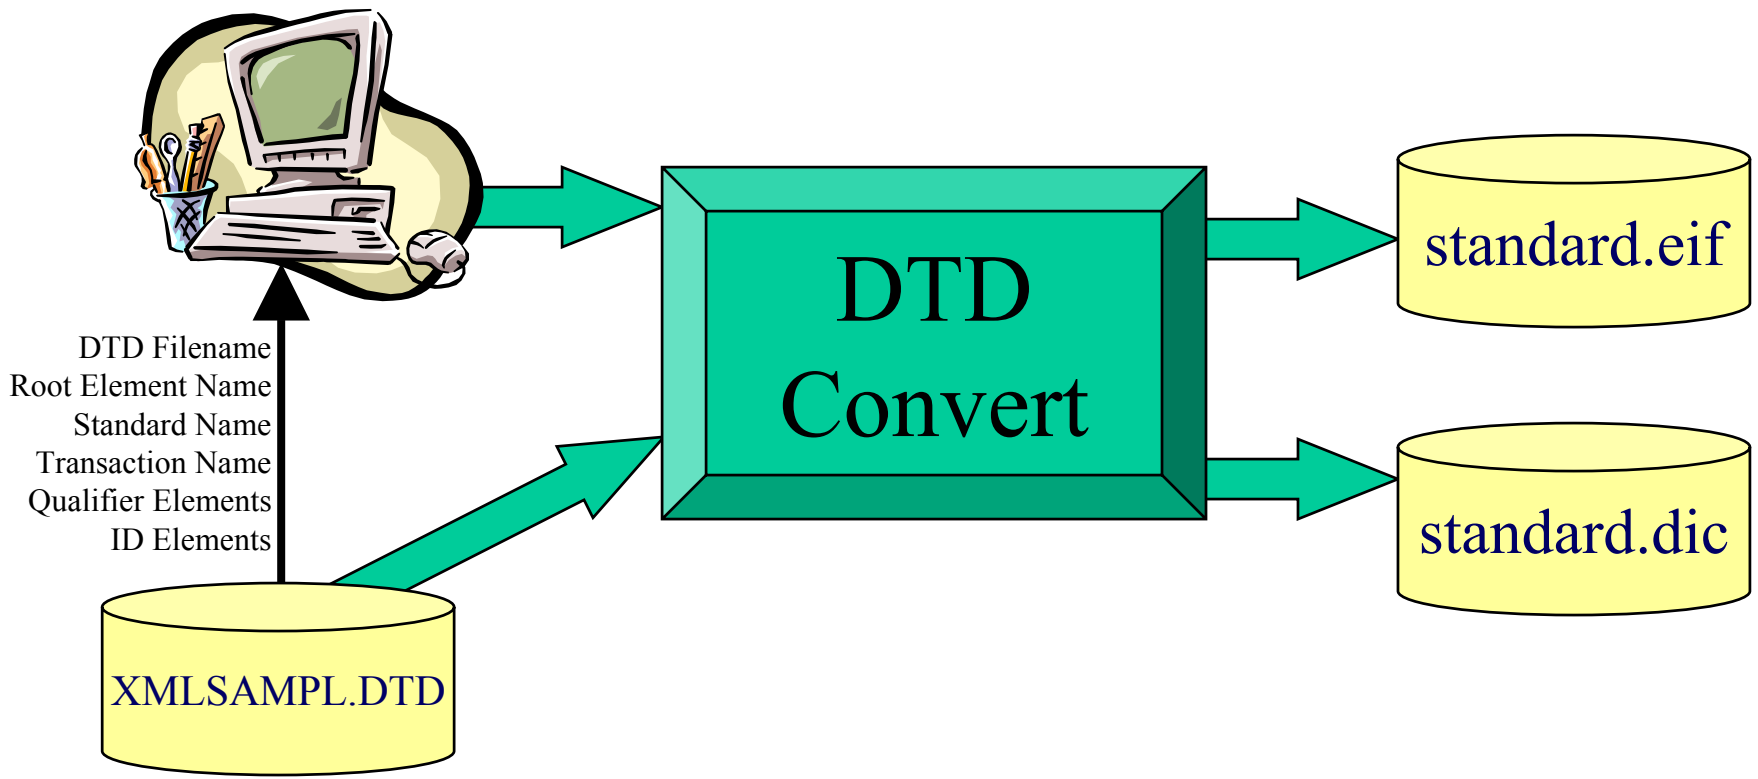 DTD Filename
Root Element Name
Standard Name
Transaction Name
Qualifier Elements
ID Elements
XMLSAMPL.DTD
DTD
Convert
standard.eif
standard.dic